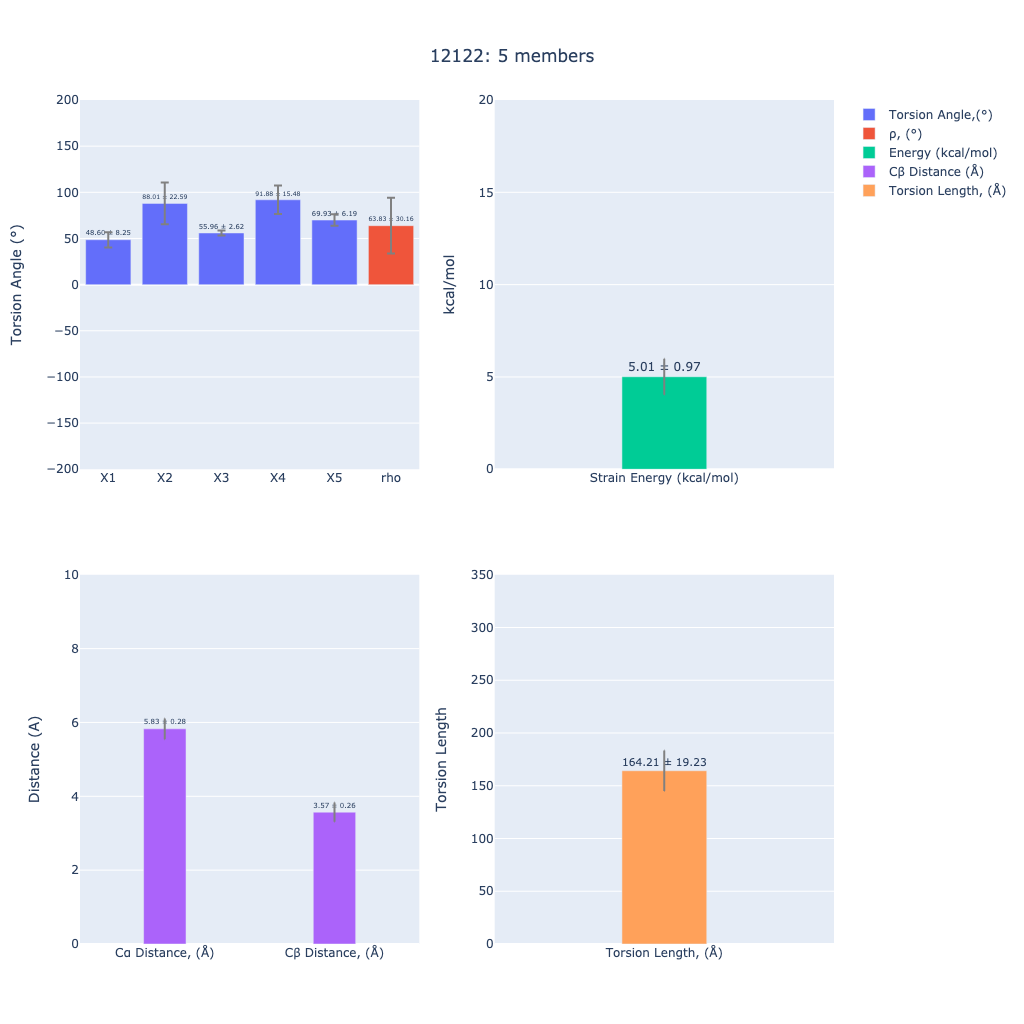 12122: 5 members
200
150
100
50
0
−50
−100
−150
−200
Torsion Angle (°)
48.60 ± 8.25
88.01 ± 22.59
55.96 ± 2.62
91.88 ± 15.48
69.93 ± 6.19
63.83 ± 30.16
X1 X2 X3 X4 X5 rho
20
15
10
5
0
kcal/mol
5.01 ± 0.97
Strain Energy (kcal/mol)
Torsion Angle,(°)
ρ, (°)
Energy (kcal/mol)
Cβ Distance (Å)
Torsion Length, (Å)
10
8
6
4
2
0
Distance (A)
5.83 ± 0.28
3.57 ± 0.26
Cα Distance, (Å) Cβ Distance, (Å)
350
300
250
200
150
100
50
0
Torsion Length
164.21 ± 19.23
Torsion Length, (Å)